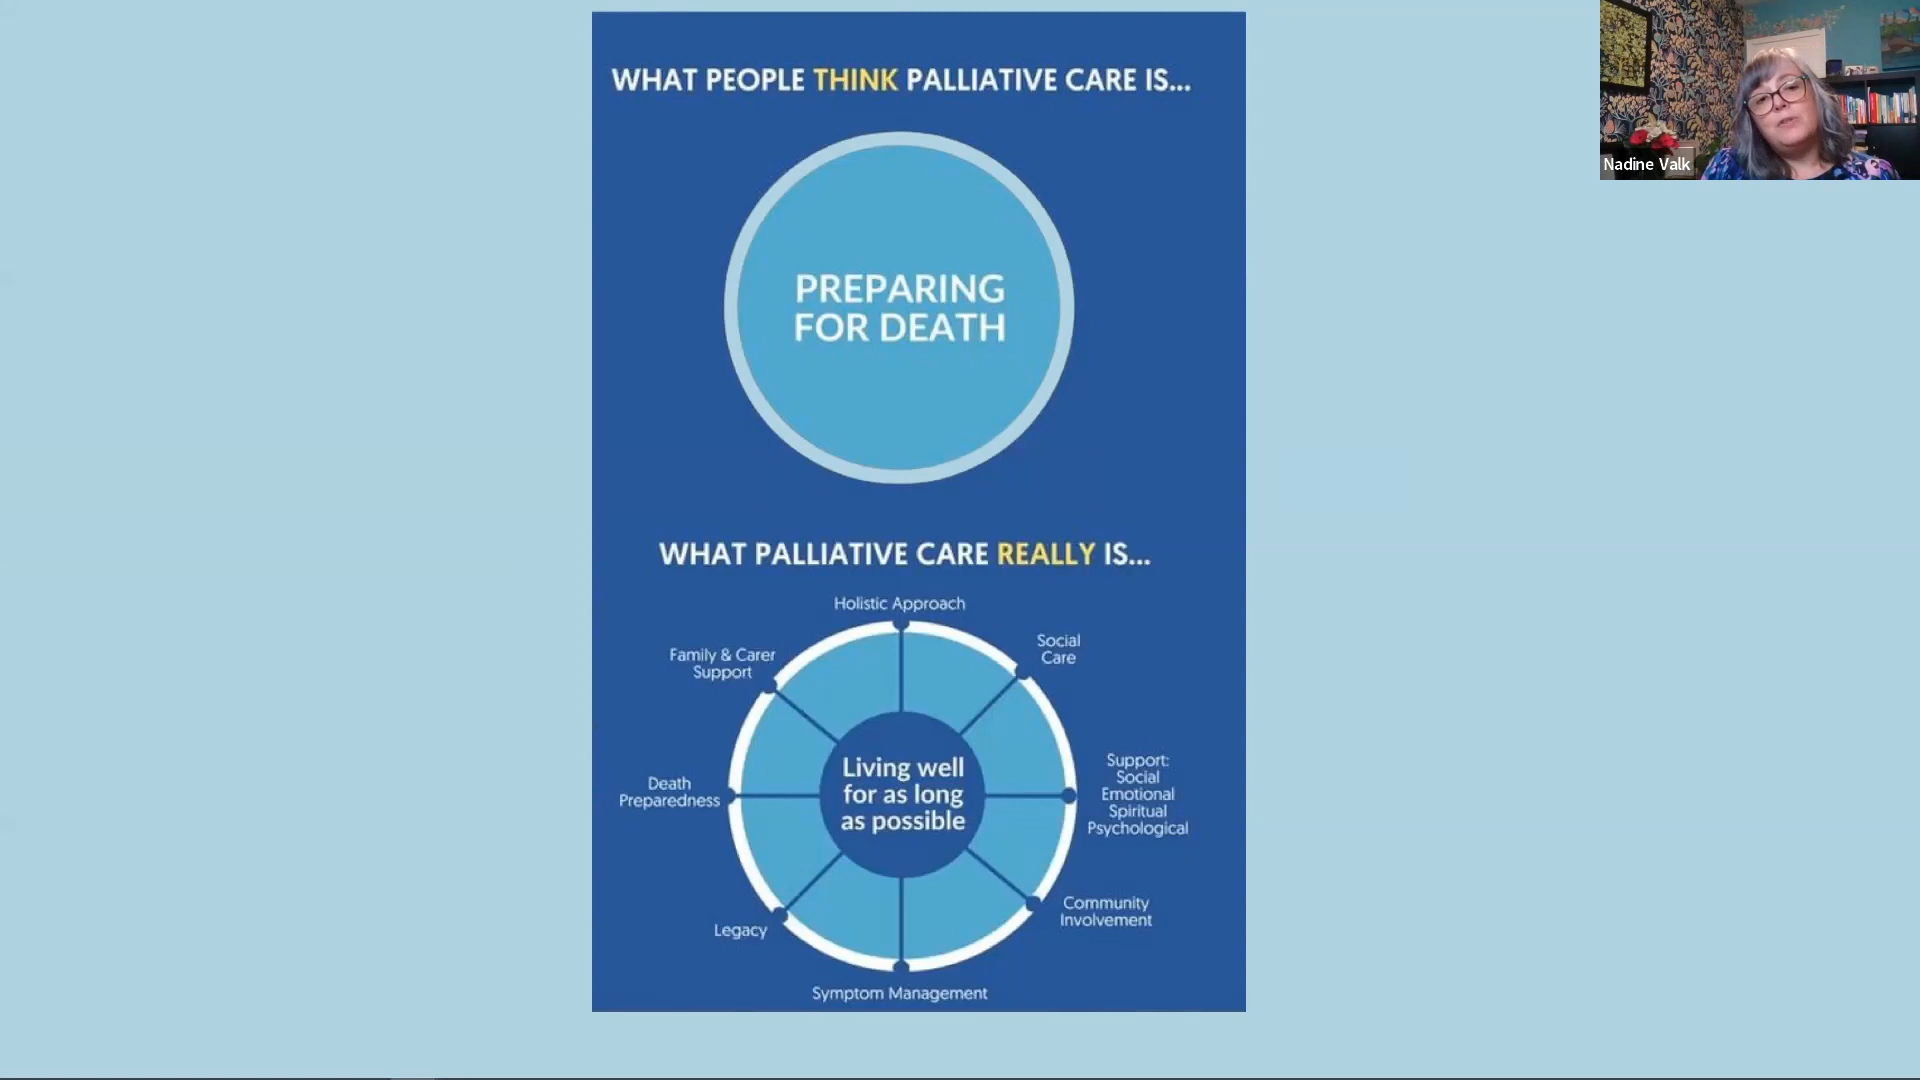 WHAT PEOPLE THINK PALLIATIVE CARE IS...
PREPARING
FOR DEATH
WHAT PALLIATIVE CARE REALLY IS...
Holistic Approach
Social
Care
Support:
Social
Emotional
Spiritual
Psychological
Community
Involvement
Symptom Management
Legacy
Death
Preparedness
Family & Carer
Support
Living well
for as long
as possible
Nadine Valk